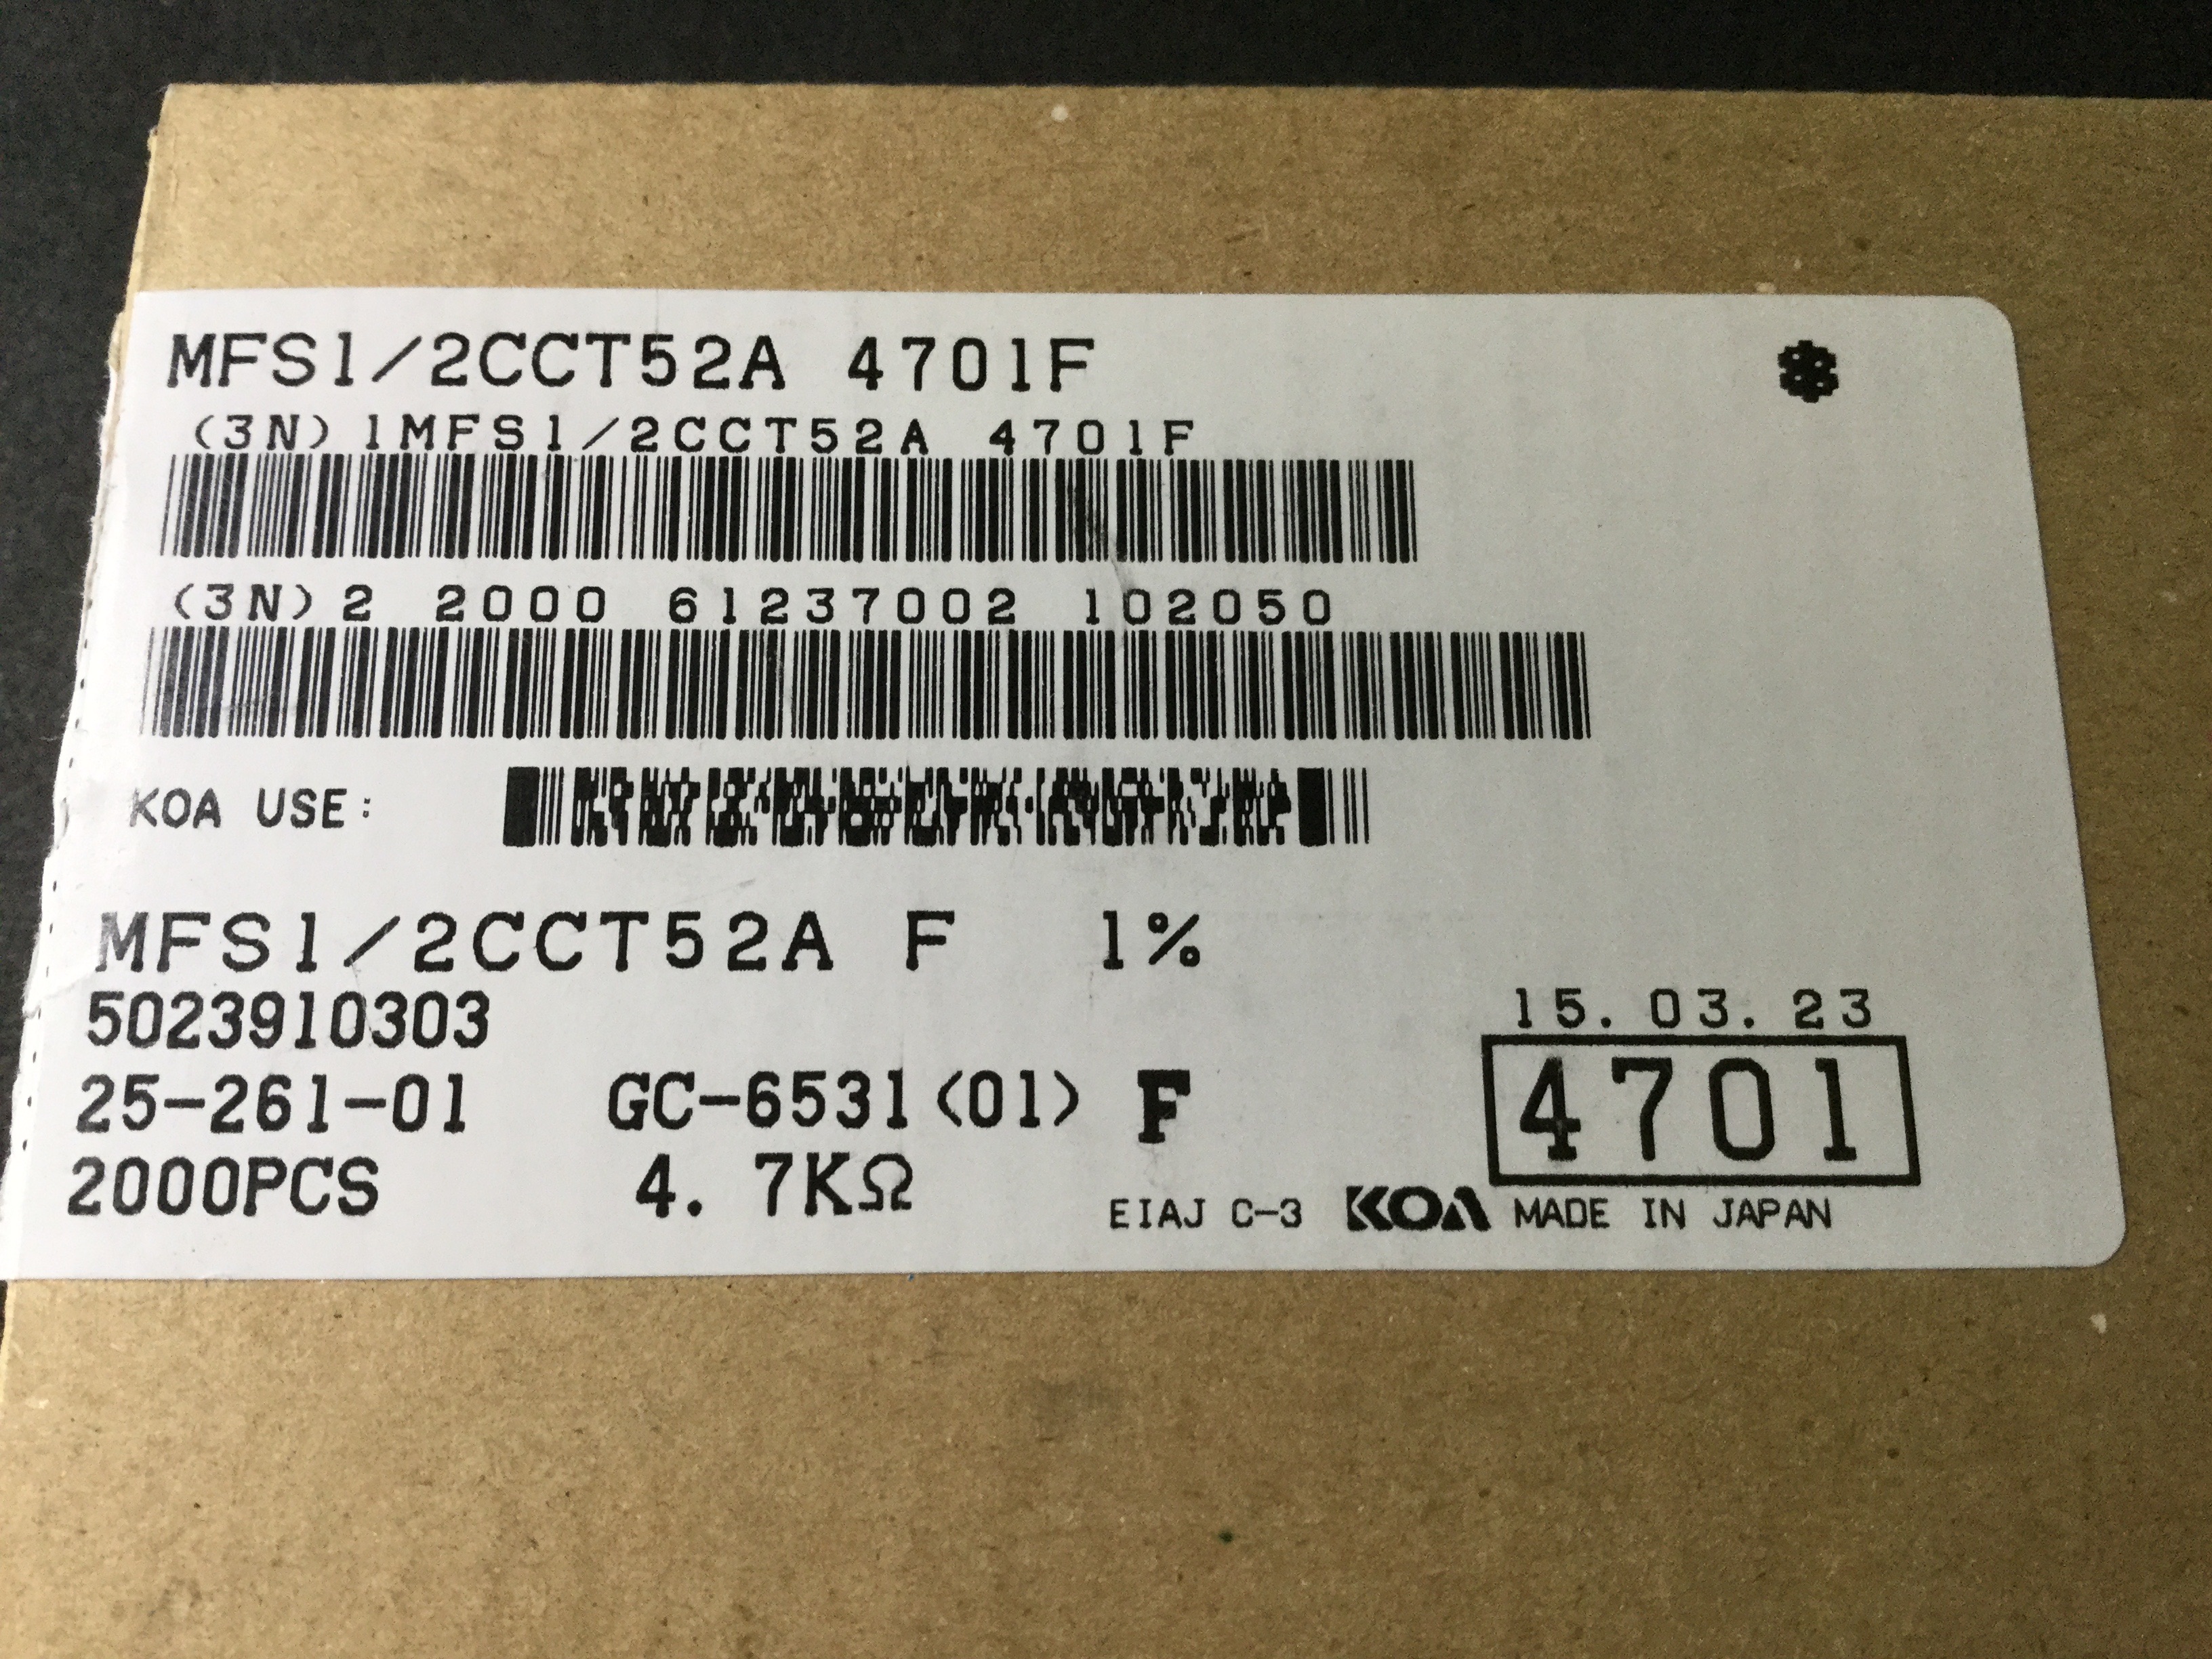 MFS1/2CCT52A 4701F
(3N)1MFS1/2CCT52A 4701F
(3N)2 2000 61237002 102050
KOA USE:
MFS1/2CCT52A F 1%
5023910303
15.03.23
25-261-01 GC-6531(01) F
4701
2000PCS 4.7KΩ
EIAJ C-3 KOA MADE IN JAPAN